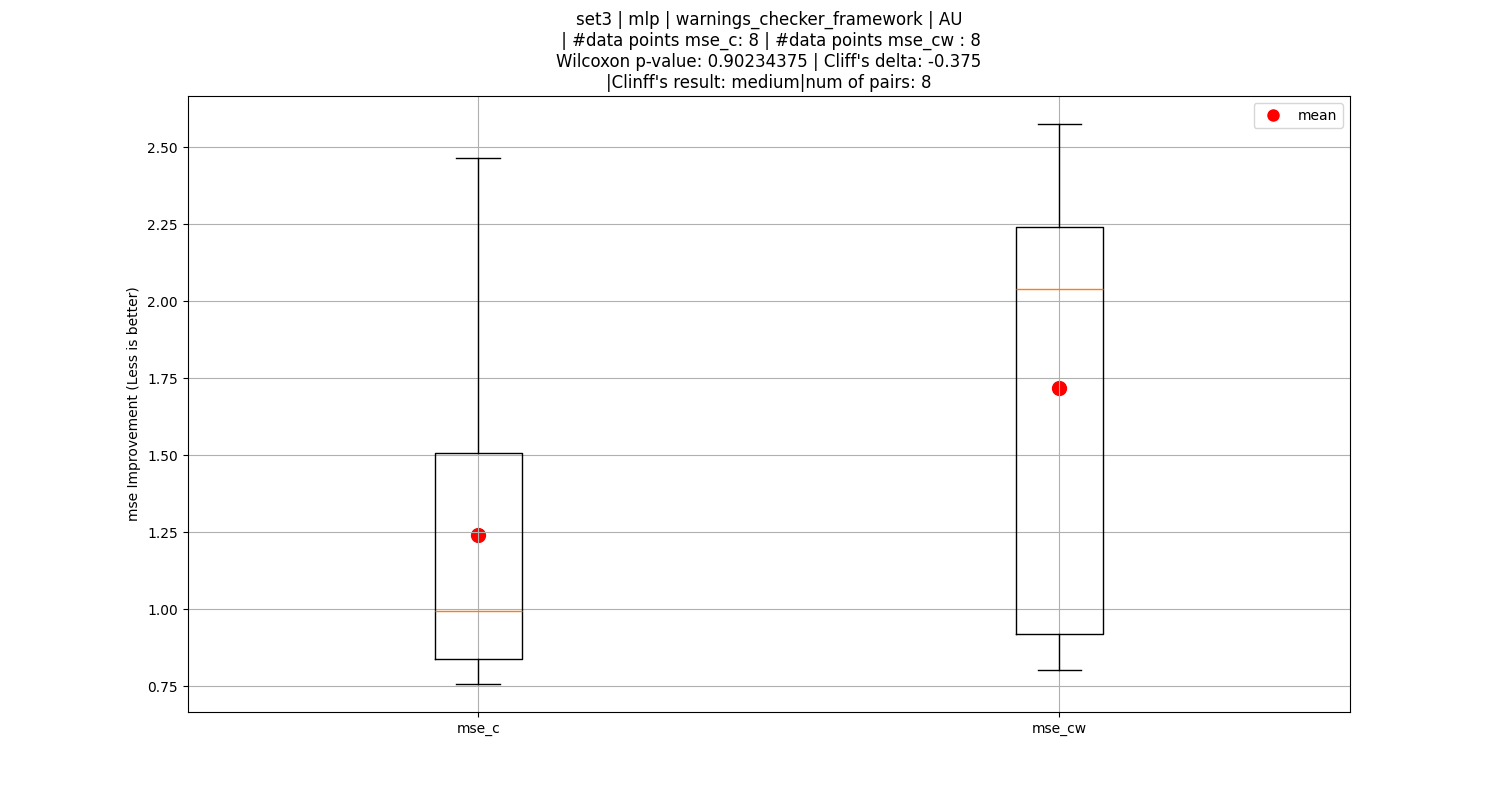 set3 | mlp | warnings_checker_framework | AU
| #data points mse_c: 8 | #data points mse_cw : 8
Wilcoxon p-value: 0.90234375 | Cliff's delta: -0.375
|Clinff's result: medium|num of pairs: 8
mean
mse Improvement (Less is better)
2.50
2.25
2.00
1.75
1.50
1.25
1.00
0.75
mse_c
mse_cw